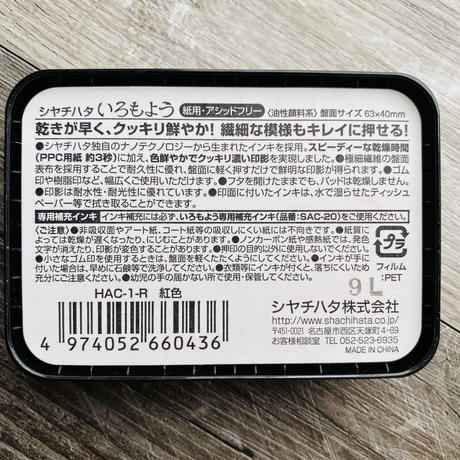 シヤチハタ いろもよう 紙用・アシッドフリー 〈油性顔料系〉 盤面サイズ 63×40mm
乾きが早く、クッキリ鮮やか! 繊細な模様もキレイに押せる!
●シヤチハタ独自のナノテクノロジーから生まれたインキを採用。スピーディーな乾燥時間
(PPC用紙 約3秒)に加え、色鮮やかでクッキリ濃い印影を実現しました。●極細繊維の盤面
表布を採用することで耐久性に優れ、盤面に軽く押すだけで鮮明な印影が得られます。●ゴム
印や樹脂印など、幅広くご使用いただけます。●フタを開けたままでも、パッドは乾燥しません。
●印影は耐水性・耐光性に優れています。●印面に付いたインキは、水で湿らせたティッシュ
ペーパー等で拭き取ることができます。
専用補充インキ インキ補充には必ず、いろもよう専用補充インキ(品番:SAC-20)をご使用ください。
〈ご注意〉●非吸収面やアート紙、コート紙等の吸収しにくい紙には不向きです。●紙質に
よっては乾燥が遅くなったり、にじむことがあります。●ノンカーボン紙や感熱紙では、発色
文字が消えたり、印影が変色することがあります。●押印の目的以外に使用しないでください。
●小さなゴム印を使用するときは、盤面を軽くたたくようにしてください。●インキが手に
付いた場合は、早めに石鹸等で洗浄してください。●衣類等にインキが付くと、落ちにくいため
充分にご注意ください。●幼児の手の届かない所で使用・保管してください。
プラ
フィルム
:PET
HAC-1-R 紅色
9L
4 974052 660436
シヤチハタ株式会社
http://www.shachihata.co.jp/
〒451-0021 名古屋市西区天塚町4-69
お客様相談室 TEL 052-523-6935
MADE IN CHINA